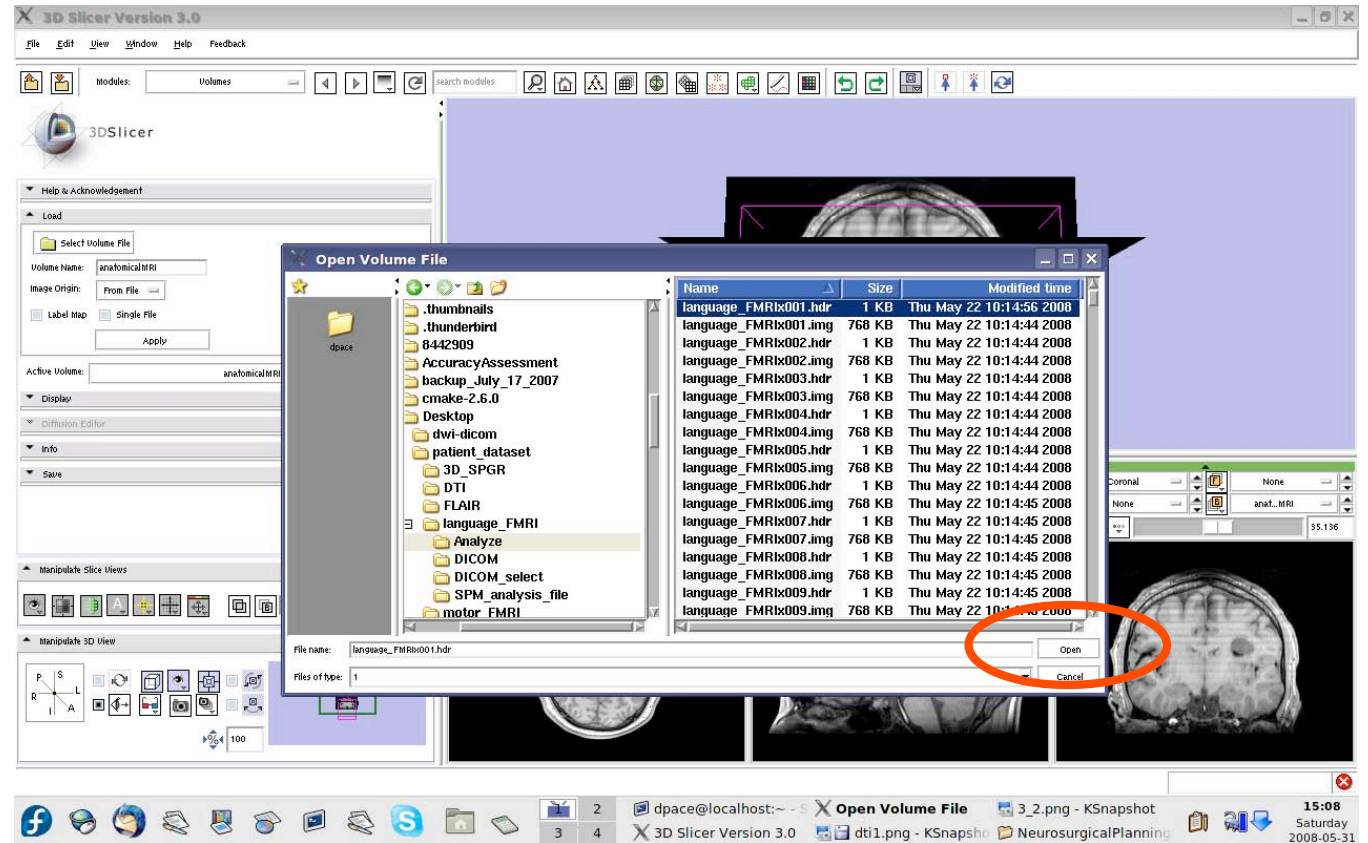 3D Slicer Version 3.0
File Edit View Window Help Feedback
Modules: Volumes search modules
3DSlicer
Help & Acknowledgement
Load
Select Volume File
Volume Name: anatomicalMRI
Image Origin: From File
Label Map Single File
Apply
Active Volume: anatomicalMRI
Display
Diffusion Editor
Info
Save
Manipulate Slice Views
Manipulate 3D View
P S
R L
I A
100
Open Volume File
dpace
.thumbnails
.thunderbird
8442909
AccuracyAssessment
backup_July_17_2007
cmake-2.6.0
Desktop
dwi-dicom
patient_dataset
3D_SPGR
DTI
FLAIR
language_FMRI
Analyze
DICOM
DICOM_select
SPM_analysis_file
motor_FMRI
Name Size Modified time
language_FMRIx001.hdr 1 KB Thu May 22 10:14:56 2008
language_FMRIx001.img 768 KB Thu May 22 10:14:44 2008
language_FMRIx002.hdr 1 KB Thu May 22 10:14:44 2008
language_FMRIx002.img 768 KB Thu May 22 10:14:44 2008
language_FMRIx003.hdr 1 KB Thu May 22 10:14:44 2008
language_FMRIx003.img 768 KB Thu May 22 10:14:44 2008
language_FMRIx004.hdr 1 KB Thu May 22 10:14:44 2008
language_FMRIx004.img 768 KB Thu May 22 10:14:44 2008
language_FMRIx005.hdr 1 KB Thu May 22 10:14:44 2008
language_FMRIx005.img 768 KB Thu May 22 10:14:44 2008
language_FMRIx006.hdr 1 KB Thu May 22 10:14:44 2008
language_FMRIx006.img 768 KB Thu May 22 10:14:45 2008
language_FMRIx007.hdr 1 KB Thu May 22 10:14:45 2008
language_FMRIx007.img 768 KB Thu May 22 10:14:45 2008
language_FMRIx008.hdr 1 KB Thu May 22 10:14:45 2008
language_FMRIx008.img 768 KB Thu May 22 10:14:45 2008
language_FMRIx009.hdr 1 KB Thu May 22 10:14:45 2008
language_FMRIx009.img 768 KB Thu May 22 10:14:45 2008
File name: language_FMRIx001.hdr Open
Files of type: 1 Cancel
Coronal None
None anat...MRI
35.136
1 2
3 4
dpace@localhost:~ - S
Open Volume File
3_2.png - KSnapshot
3D Slicer Version 3.0
dti1.png - KSnapsho
NeurosurgicalPlanning
15:08
Saturday
2008-05-31